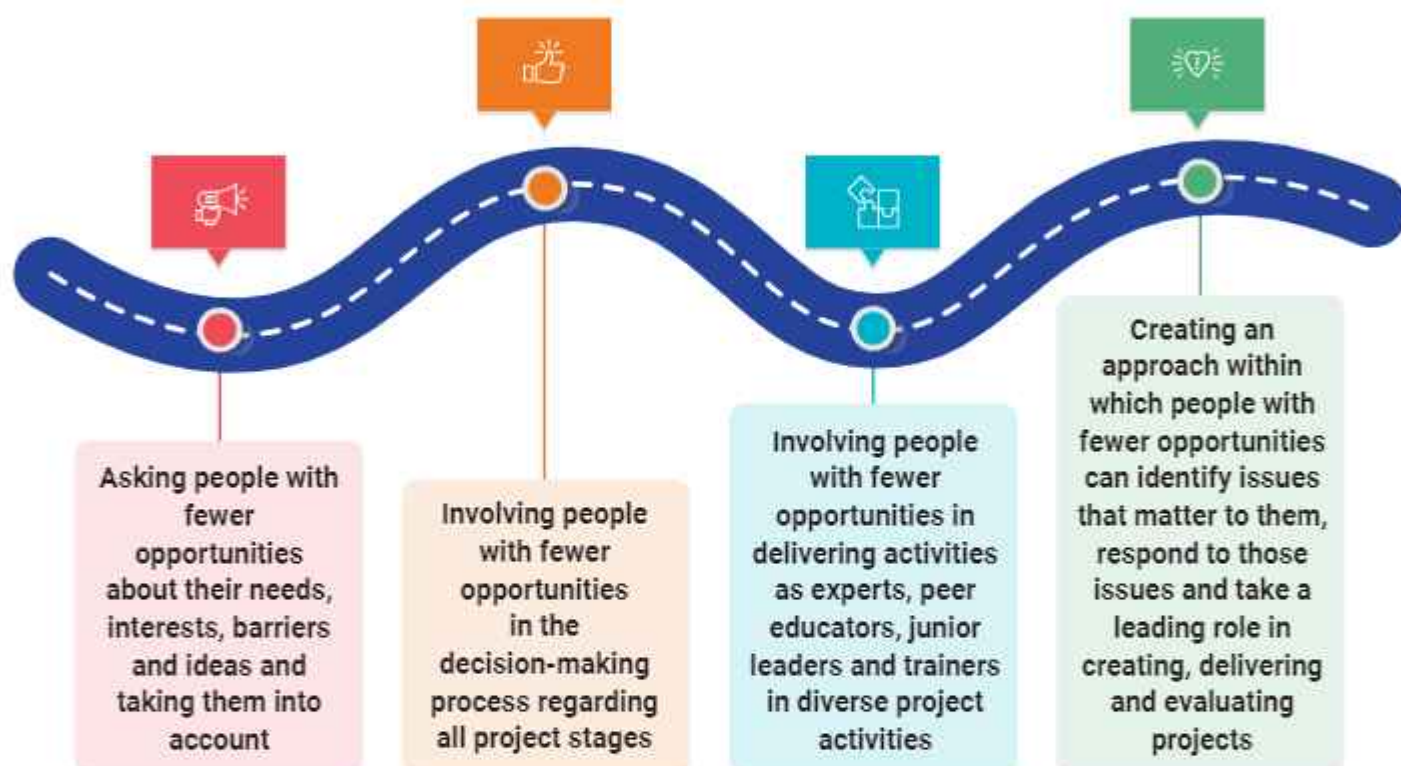 Asking people with
fewer
opportunities
about their needs,
interests, barriers
and ideas and
taking them into
account
Involving people
with fewer
opportunities
in the
decision-making
process regarding
all project stages
Involving people
with fewer
opportunities in
delivering activities
as experts, peer
educators, junior
leaders and trainers
in diverse project
activities
Creating an
approach within
which people with
fewer opportunities
can identify issues
that matter to them,
respond to those
issues and take a
leading role in
creating, delivering
and evaluating
projects